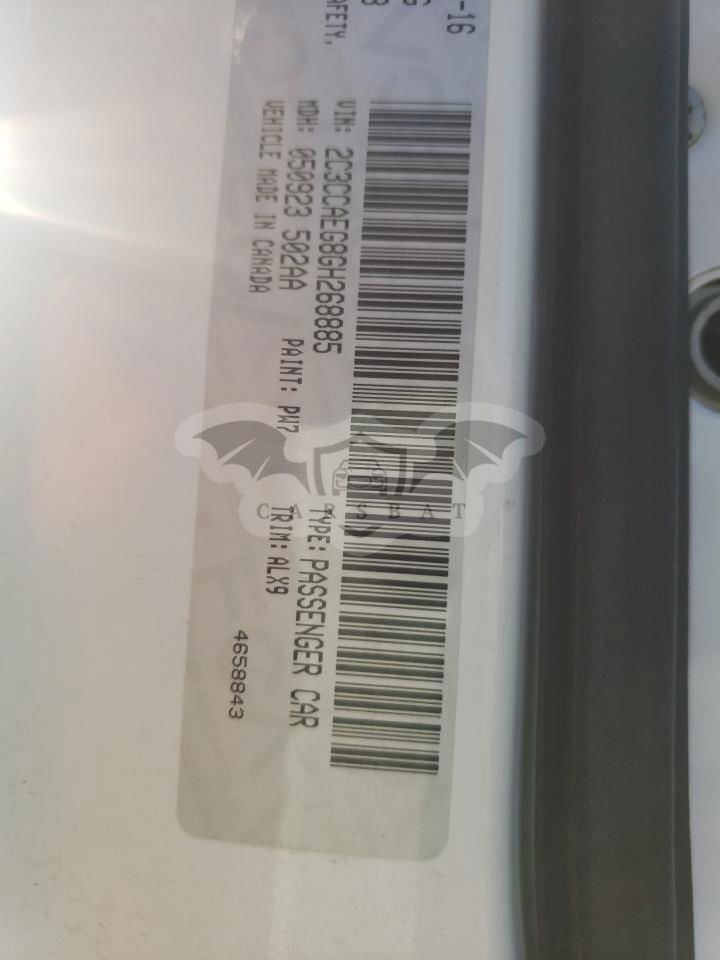 -16
AFETY,
VIN: 2C3CCAEG8GH268885
MDH: 050923 502AA
VEHICLE MADE IN CANADA
PAINT: PW7
TYPE: PASSENGER CAR
TRIM: ALX9
4658843
CARSBAT